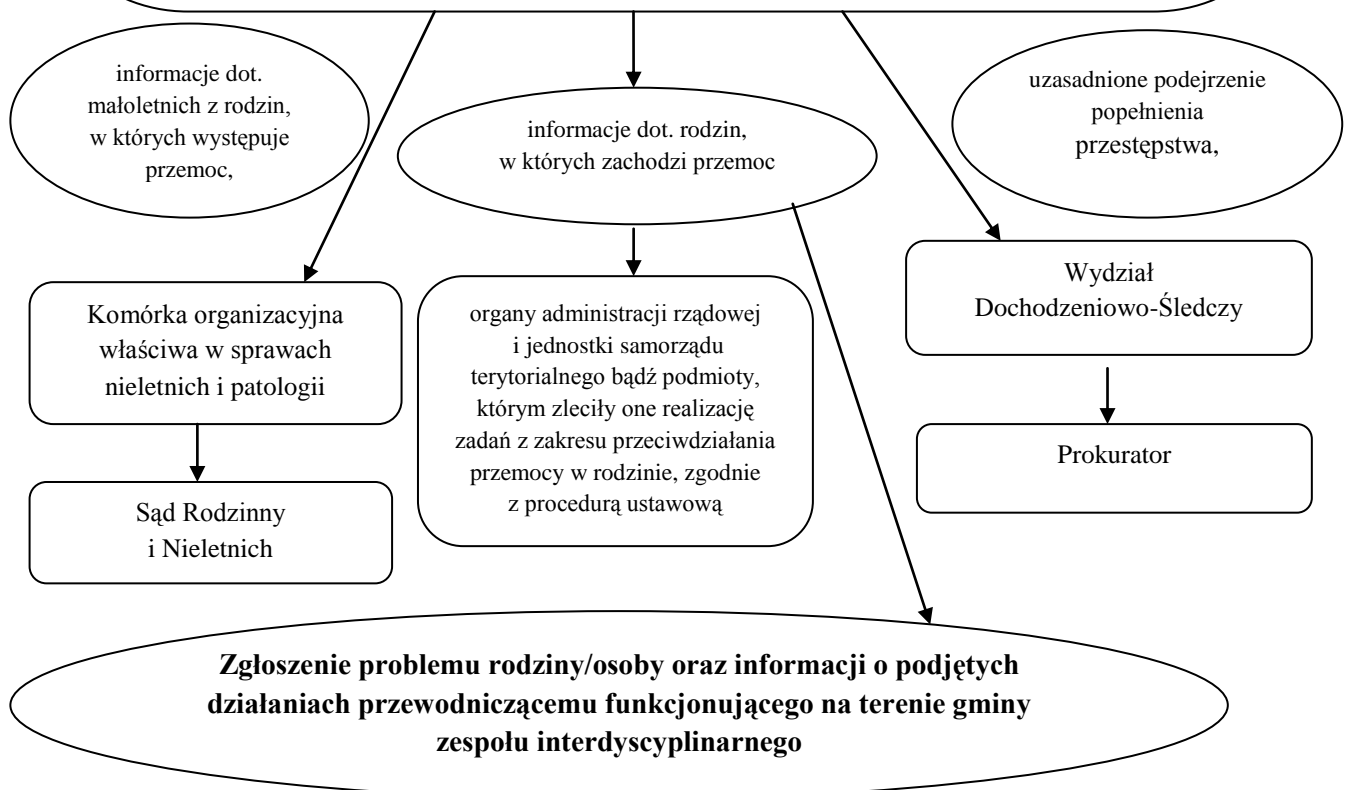 informacje dot.
małoletnich z rodzin,
w których występuje
przemoc,
informacje dot. rodzin,
w których zachodzi przemoc
uzasadnione podejrzenie
popełnienia
przestępstwa,
Komórka organizacyjna
właściwa w sprawach
nieletnich i patologii
organy administracji rządowej
i jednostki samorządu
terytorialnego bądź podmioty,
którym zleciły one realizację
zadań z zakresu przeciwdziałania
przemocy w rodzinie, zgodnie
z procedurą ustawową
Wydział
Dochodzeniowo-Śledczy
Prokurator
Sąd Rodzinny
i Nieletnich
Zgłoszenie problemu rodziny/osoby oraz informacji o podjętych
działaniach przewodniczącemu funkcjonującego na terenie gminy
zespołu interdyscyplinarnego